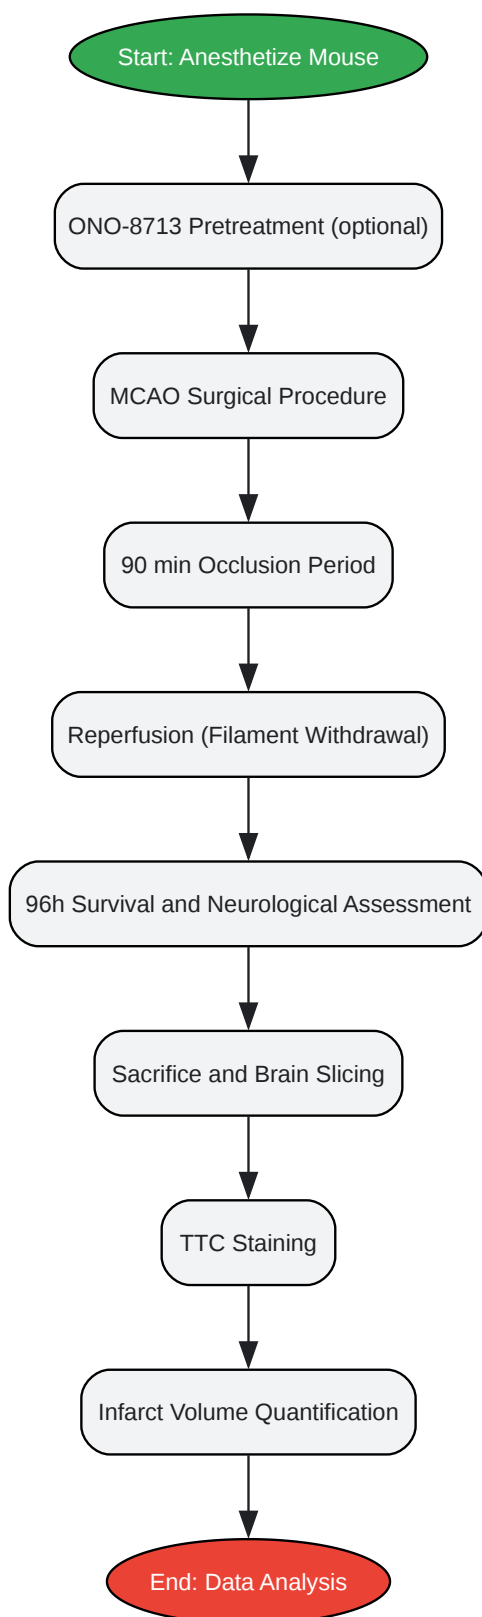 Start: Anesthetize Mouse
ONO-8713 Pretreatment (optional)
MCAO Surgical Procedure
90 min Occlusion Period
Reperfusion (Filament Withdrawal)
96h Survival and Neurological Assessment
Sacrifice and Brain Slicing
TTC Staining
Infarct Volume Quantification
End: Data Analysis